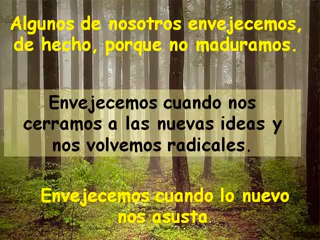 Algunos de nosotros envejecemos,
de hecho, porque no maduramos.
Envejecemos cuando nos
cerramos a las nuevas ideas y
nos volvemos radicales.
Envejecemos cuando lo nuevo
nos asusta